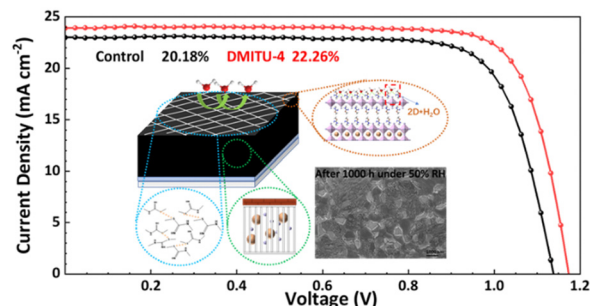 Current Density (mA cm⁻²)
25
20
15
10
5
0
Control 20.18% DMITU-4 22.26%
2D•H₂O
After 1000 h under 50% RH
0.2 0.4 0.6 0.8 1.0 1.2
Voltage (V)